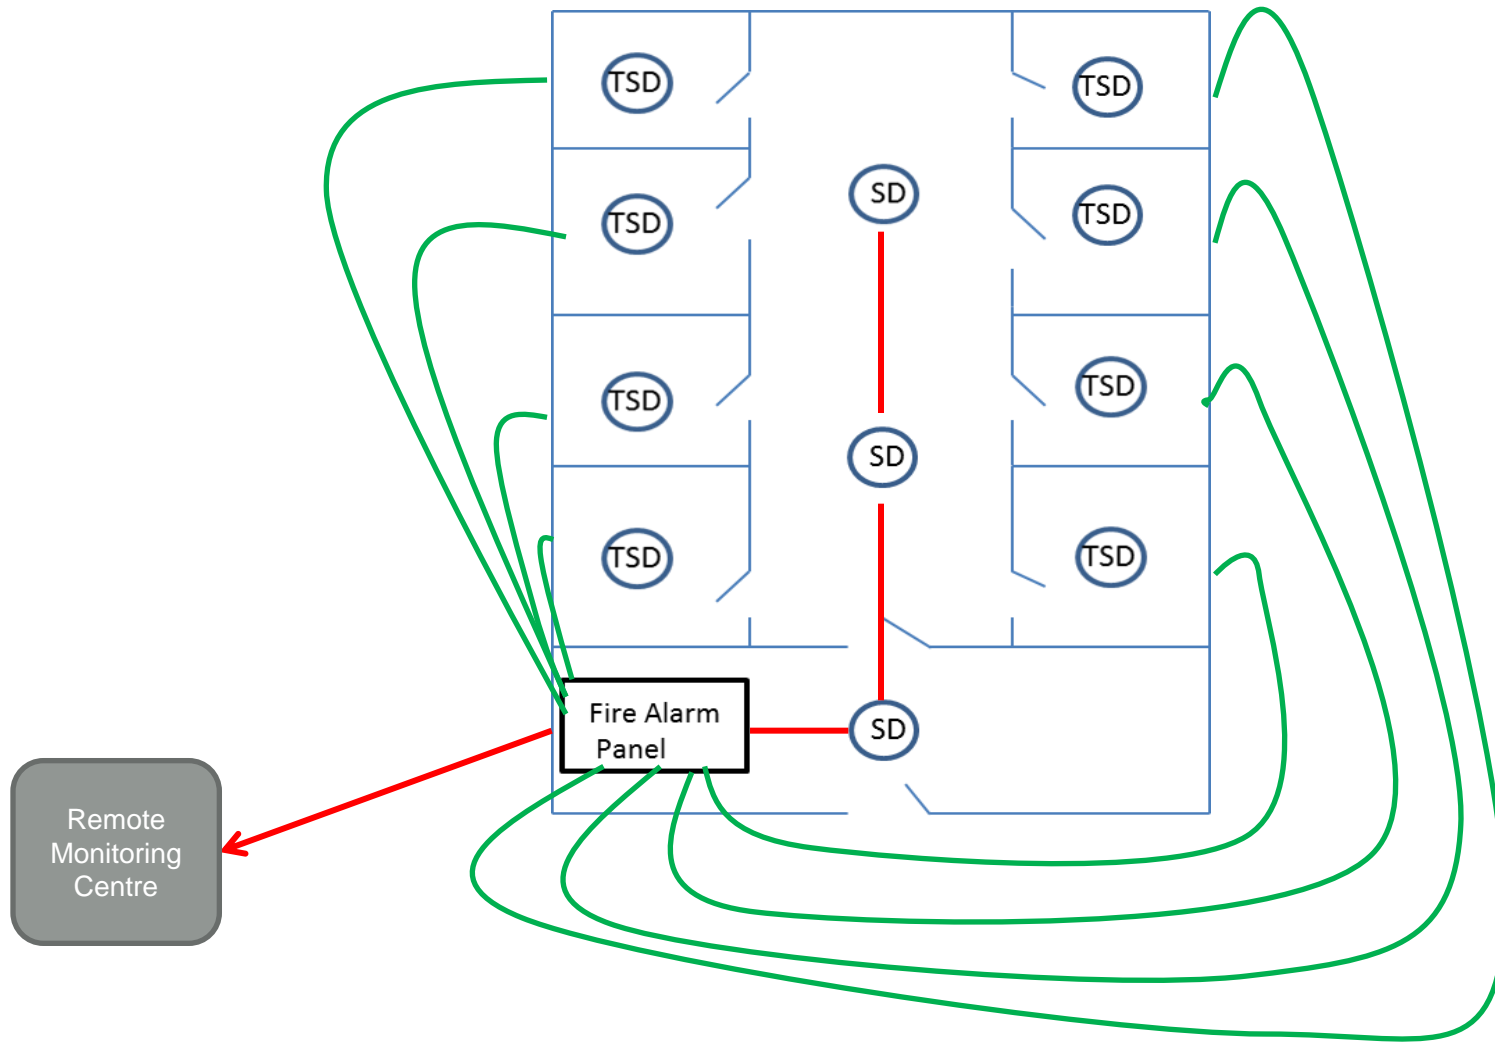 TSD
TSD
SD
TSD
TSD
TSD
TSD
SD
TSD
TSD
Fire Alarm
Panel
SD
Remote
Monitoring
Centre